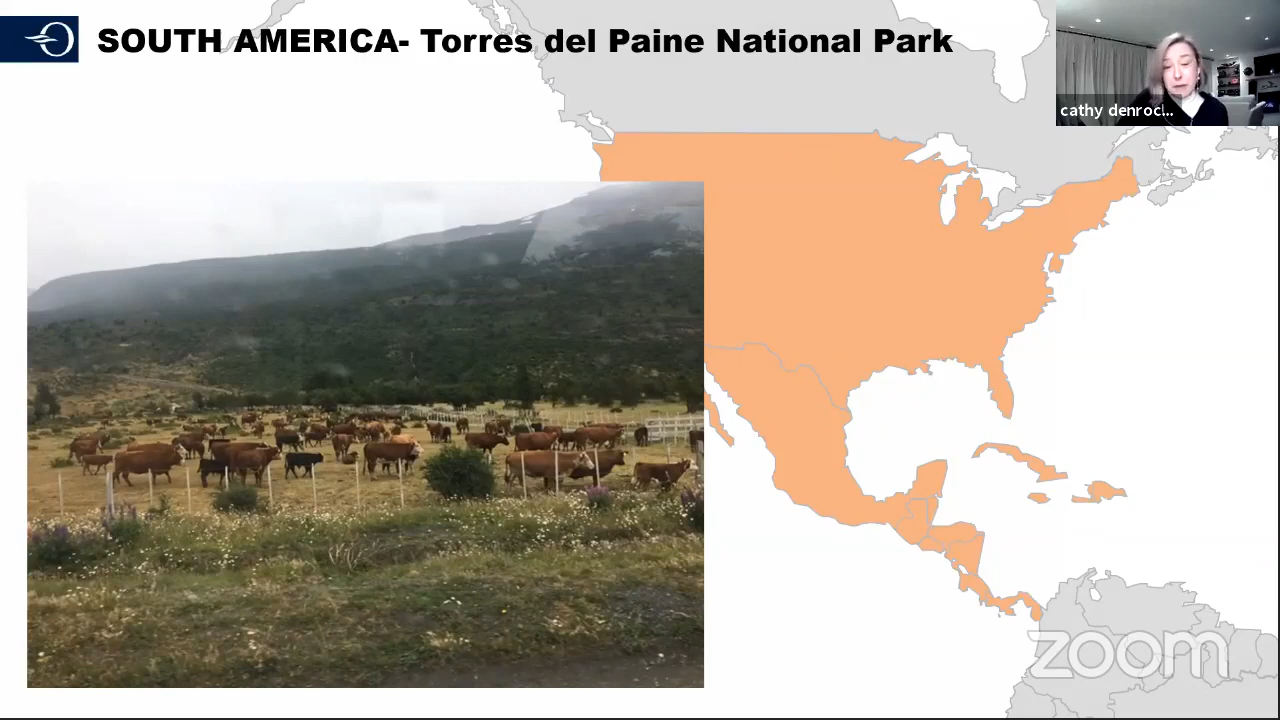 SOUTH AMERICA- Torres del Paine National Park
cathy denroc...
zoom